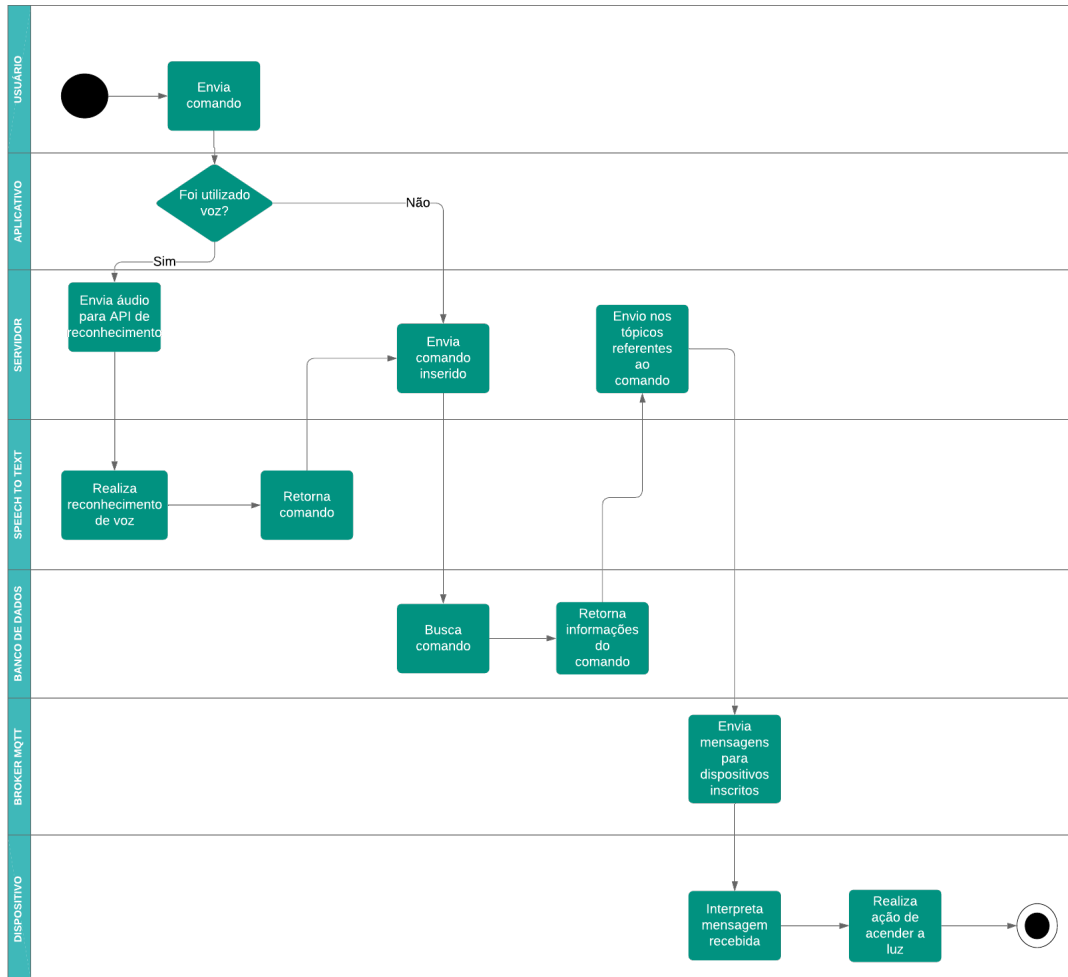 USUÁRIO
Envia
comando
APLICATIVO
Foi utilizado
voz?
Não
Sim
SERVIDOR
Envia áudio
para API de
reconhecimento
Envia
comando
inserido
Envio nos
tópicos
referentes
ao
comando
SPEECH TO TEXT
Realiza
reconhecimento
de voz
Retorna
comando
BANCO DE DADOS
Busca
comando
Retorna
informações
do
comando
BROKER MQTT
Envia
mensagens
para
dispositivos
inscritos
DISPOSITIVO
Interpreta
mensagem
recebida
Realiza
ação de
acender a
luz